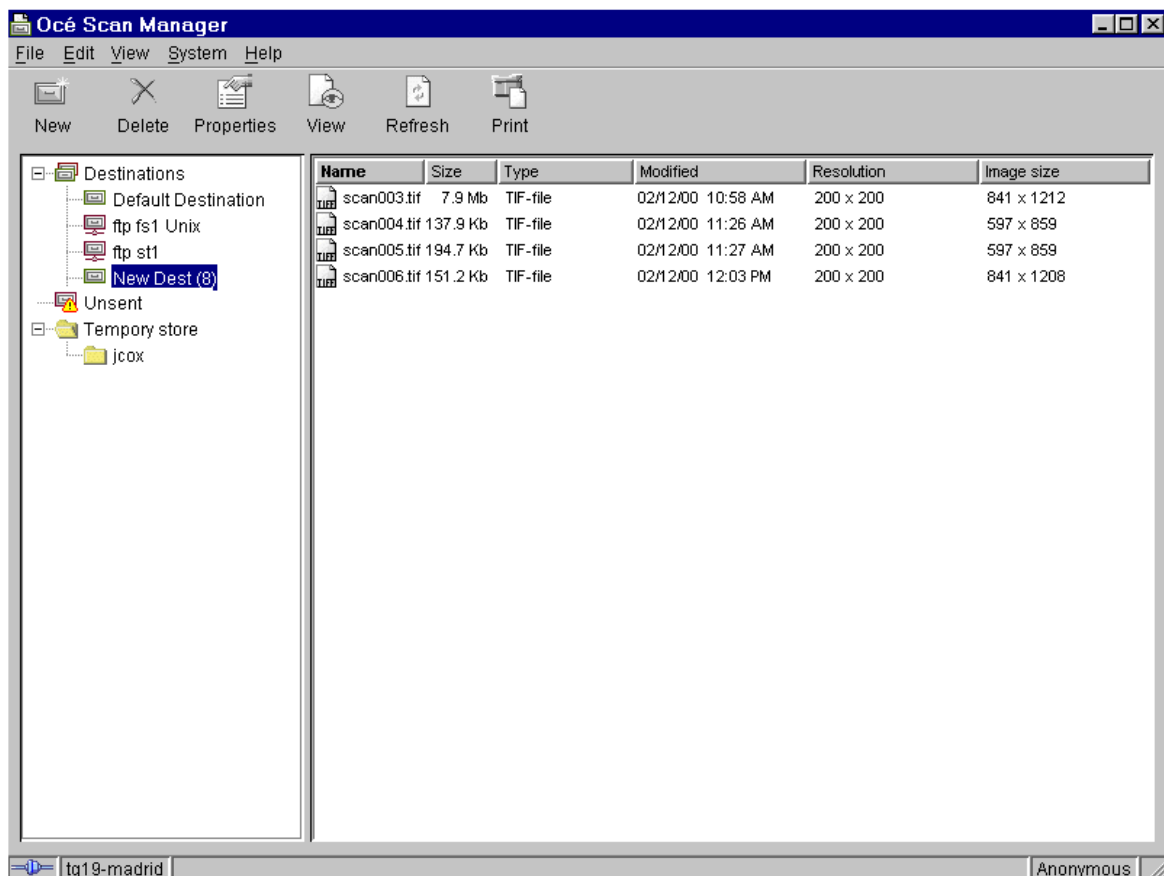 Océ Scan Manager
File Edit View System Help
New Delete Properties View Refresh Print
Destinations
Default Destination
ftp fs1 Unix
ftp st1
New Dest (8)
Unsent
Tempory store
jcox
Name Size Type Modified Resolution Image size
TIFF scan003.tif 7.9 Mb TIF-file 02/12/00 10:58 AM 200 x 200 841 x 1212
TIFF scan004.tif 137.9 Kb TIF-file 02/12/00 11:26 AM 200 x 200 597 x 859
TIFF scan005.tif 194.7 Kb TIF-file 02/12/00 11:27 AM 200 x 200 597 x 859
TIFF scan006.tif 151.2 Kb TIF-file 02/12/00 12:03 PM 200 x 200 841 x 1208
tg19-madrid Anonymous